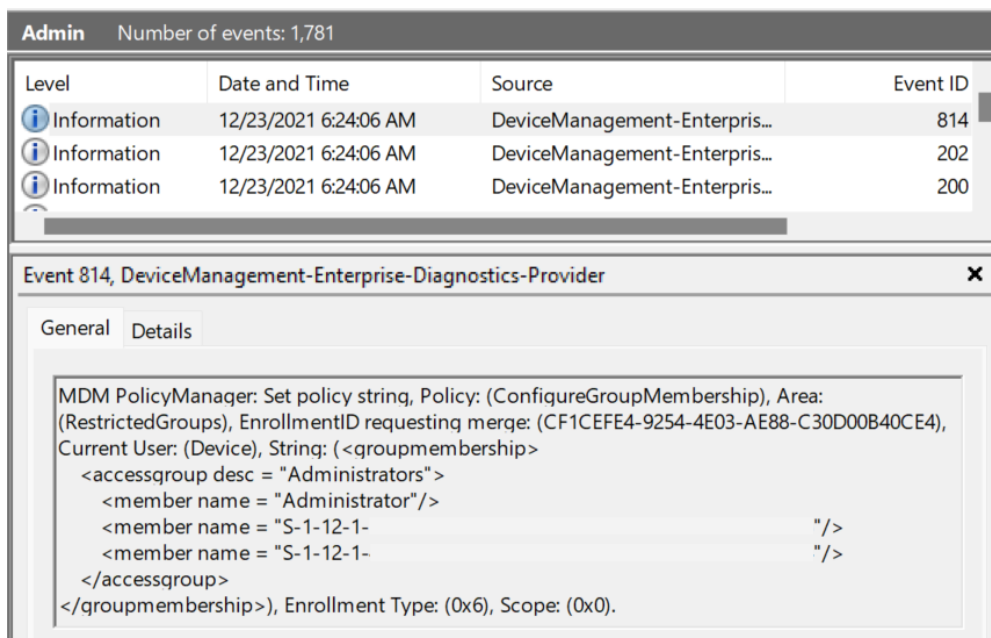 Admin Number of events: 1,781
Level Date and Time Source Event ID
Information 12/23/2021 6:24:06 AM DeviceManagement-Enterpris... 814
Information 12/23/2021 6:24:06 AM DeviceManagement-Enterpris... 202
Information 12/23/2021 6:24:06 AM DeviceManagement-Enterpris... 200
Event 814, DeviceManagement-Enterprise-Diagnostics-Provider
General Details
MDM PolicyManager: Set policy string, Policy: (ConfigureGroupMembership), Area:
(RestrictedGroups), EnrollmentID requesting merge: (CF1CEFE4-9254-4E03-AE88-C30D00B40CE4),
Current User: (Device), String: (<groupmembership>
<accessgroup desc = "Administrators">
<member name = "Administrator"/>
<member name = "S-1-12-1- "/>
<member name = "S-1-12-1- "/>
</accessgroup>
</groupmembership>), Enrollment Type: (0x6), Scope: (0x0).